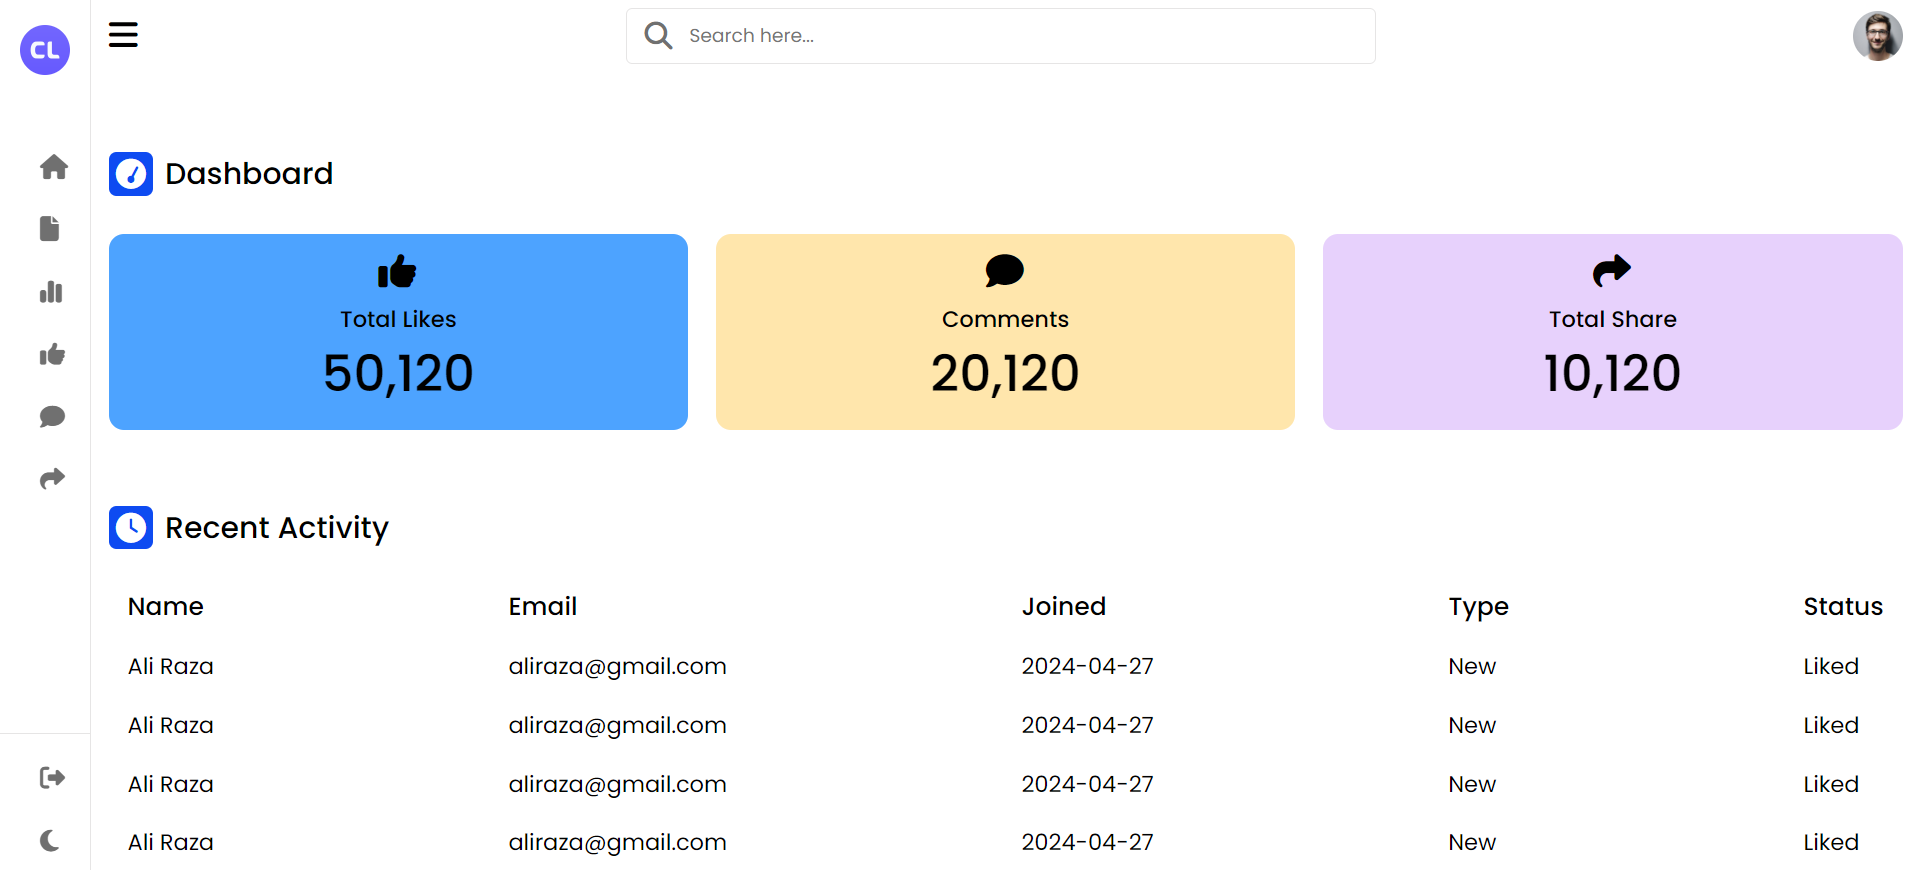 CL
Search here...
Dashboard
Total Likes
50,120
Comments
20,120
Total Share
10,120
Recent Activity
Name Email Joined Type Status
Ali Raza aliraza@gmail.com 2024-04-27 New Liked
Ali Raza aliraza@gmail.com 2024-04-27 New Liked
Ali Raza aliraza@gmail.com 2024-04-27 New Liked
Ali Raza aliraza@gmail.com 2024-04-27 New Liked